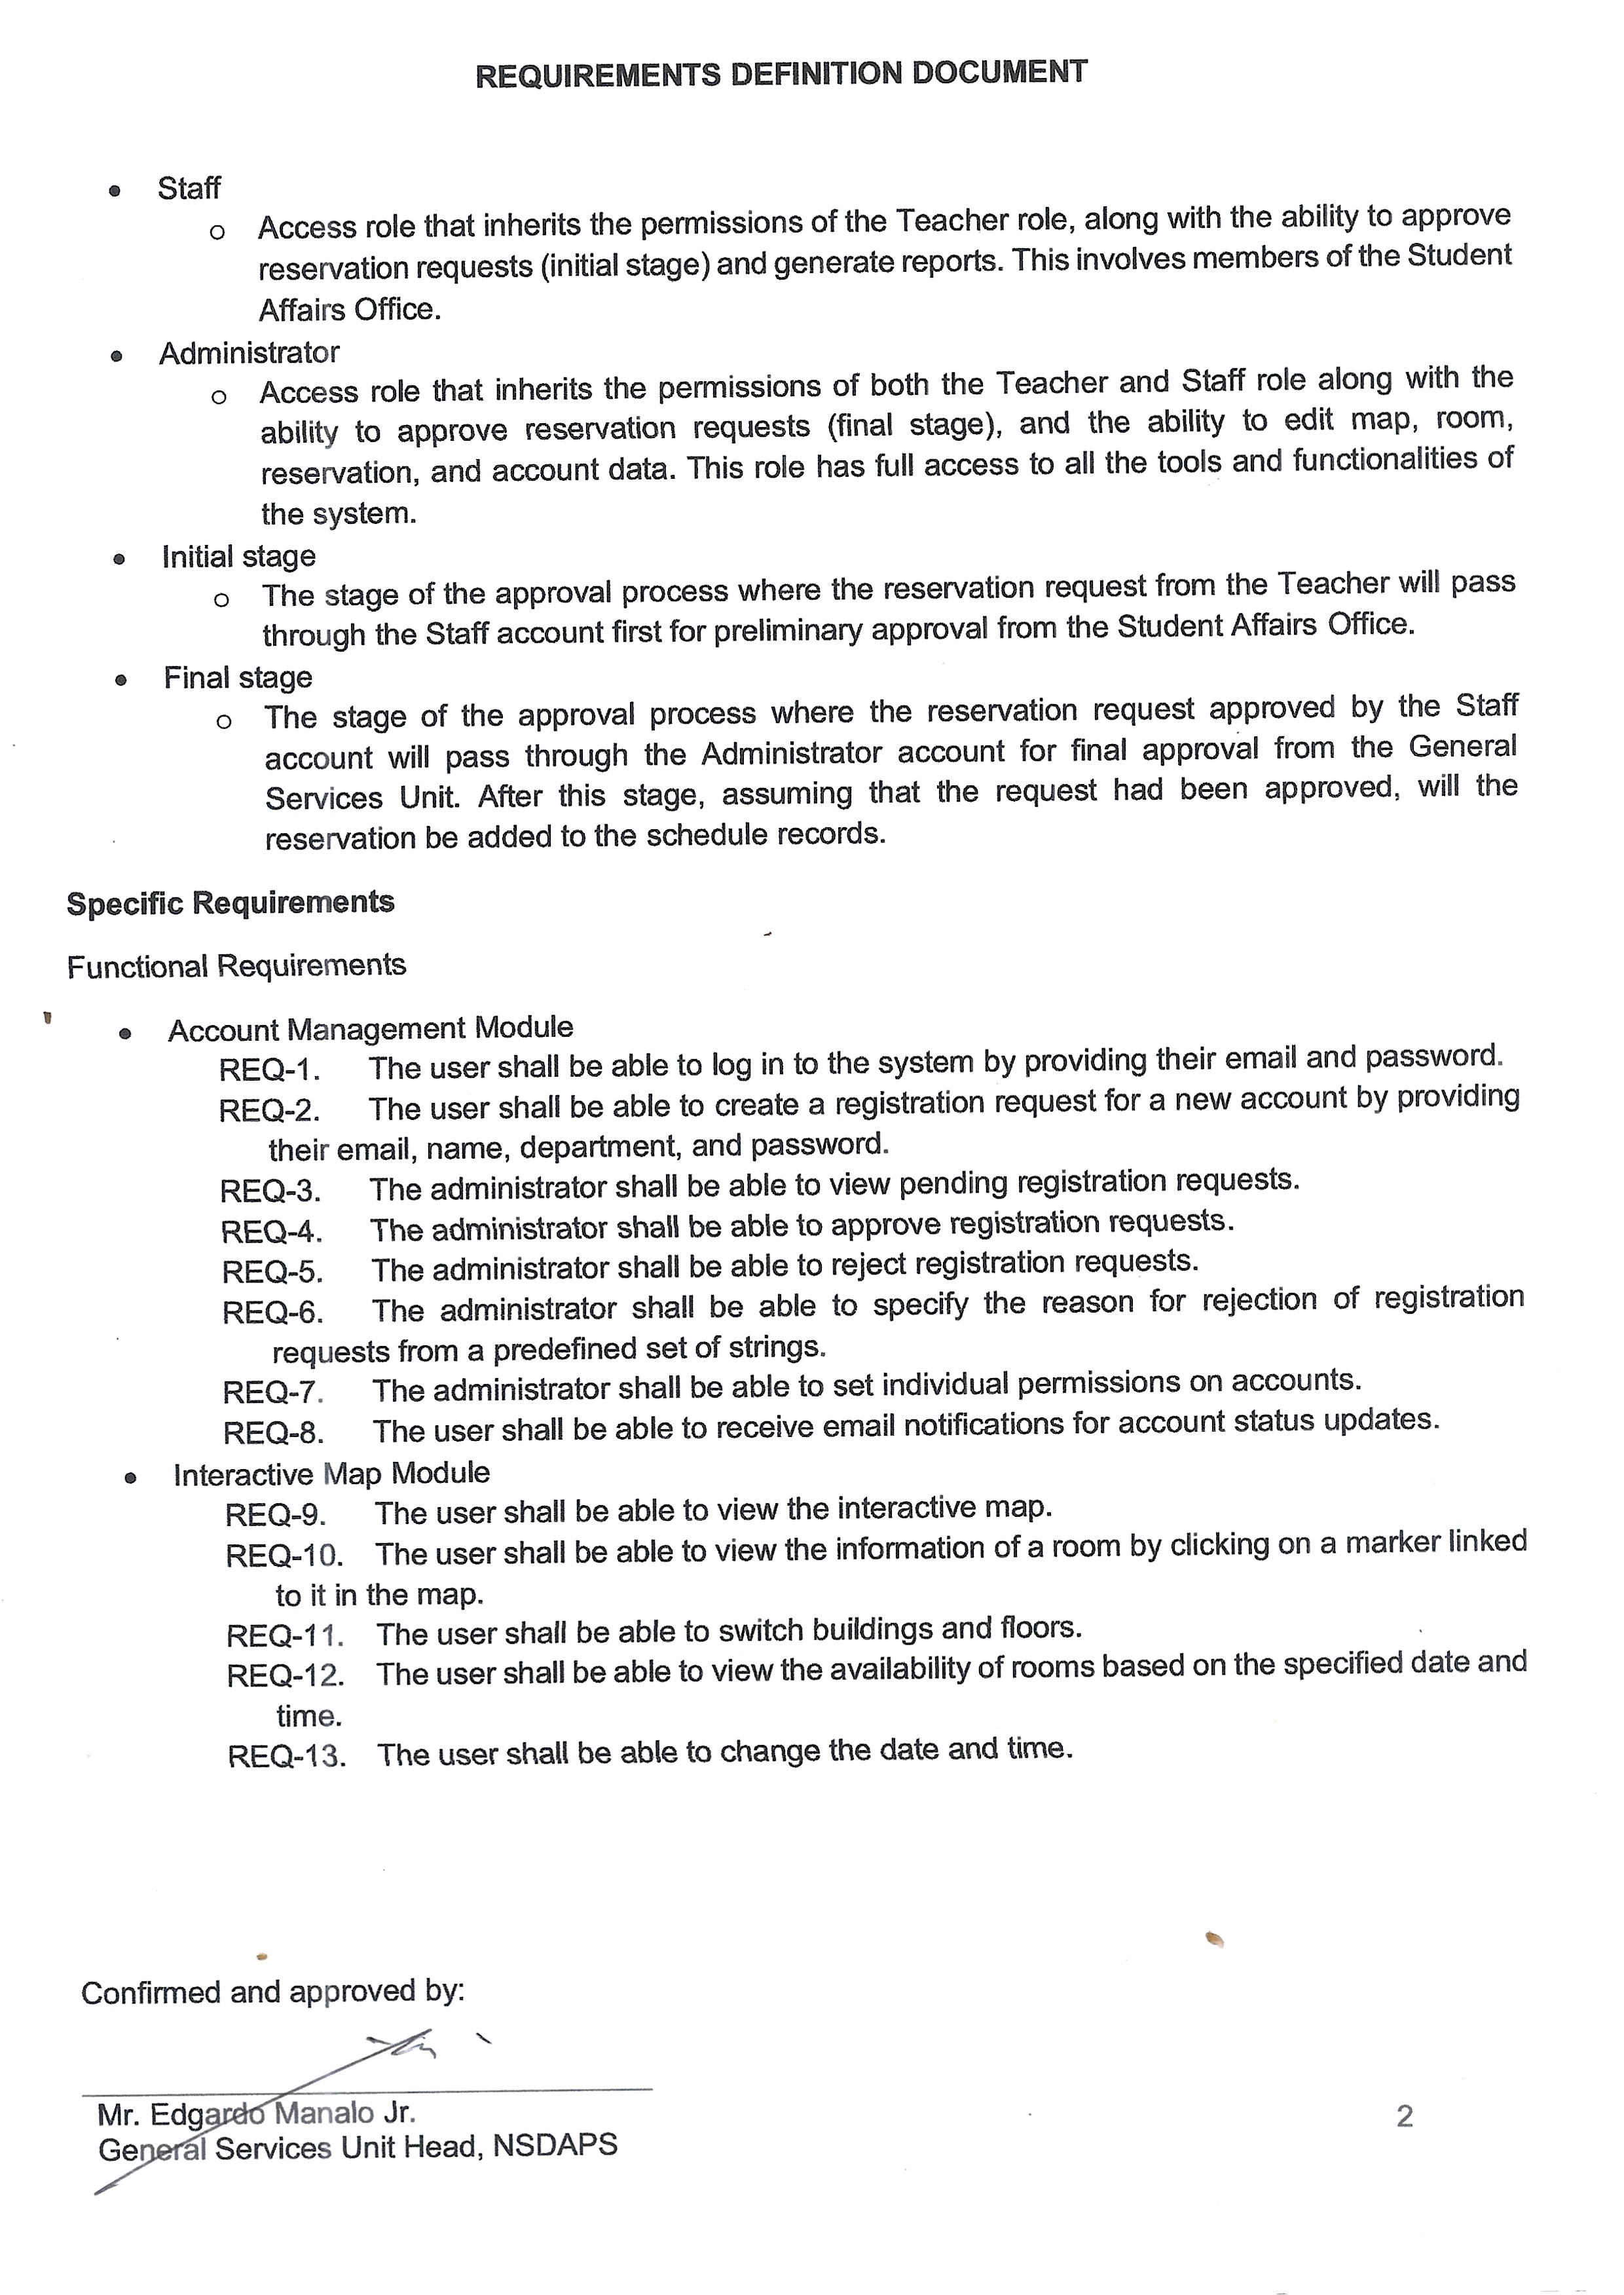 REQUIREMENTS DEFINITION DOCUMENT
• Staff
o Access role that inherits the permissions of the Teacher role, along with the ability to approve
reservation requests (initial stage) and generate reports. This involves members of the Student
Affairs Office.
• Administrator
o Access role that inherits the permissions of both the Teacher and Staff role along with the
ability to approve reservation requests (final stage), and the ability to edit map, room,
reservation, and account data. This role has full access to all the tools and functionalities of
the system.
• Initial stage
o The stage of the approval process where the reservation request from the Teacher will pass
through the Staff account first for preliminary approval from the Student Affairs Office.
• Final stage
o The stage of the approval process where the reservation request approved by the Staff
account will pass through the Administrator account for final approval from the General
Services Unit. After this stage, assuming that the request had been approved, will the
reservation be added to the schedule records.
Specific Requirements
Functional Requirements
• Account Management Module
REQ-1. The user shall be able to log in to the system by providing their email and password.
REQ-2. The user shall be able to create a registration request for a new account by providing
their email, name, department, and password.
REQ-3. The administrator shall be able to view pending registration requests.
REQ-4. The administrator shall be able to approve registration requests.
REQ-5. The administrator shall be able to reject registration requests.
REQ-6. The administrator shall be able to specify the reason for rejection of registration
requests from a predefined set of strings.
REQ-7. The administrator shall be able to set individual permissions on accounts.
REQ-8. The user shall be able to receive email notifications for account status updates.
• Interactive Map Module
REQ-9. The user shall be able to view the interactive map.
REQ-10. The user shall be able to view the information of a room by clicking on a marker linked
to it in the map.
REQ-11. The user shall be able to switch buildings and floors.
REQ-12. The user shall be able to view the availability of rooms based on the specified date and
time.
REQ-13. The user shall be able to change the date and time.
Confirmed and approved by:
Mr. Edgardo Manalo Jr.
General Services Unit Head, NSDAPS
2